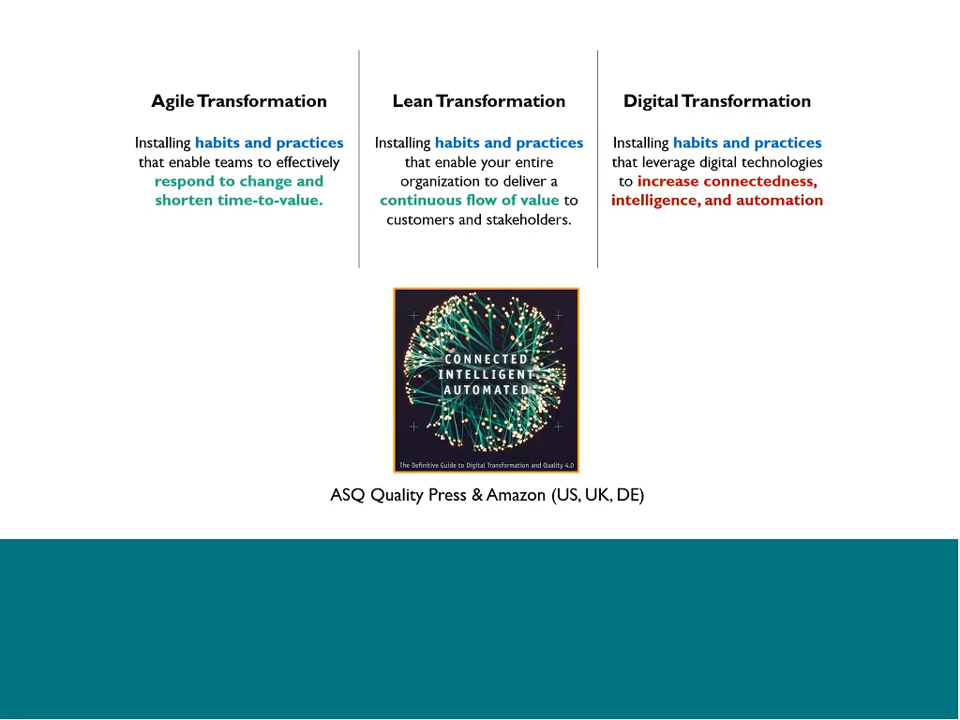 Agile Transformation
Installing habits and practices
that enable teams to effectively
respond to change and
shorten time-to-value.
Lean Transformation
Installing habits and practices
that enable your entire
organization to deliver a
continuous flow of value to
customers and stakeholders.
Digital Transformation
Installing habits and practices
that leverage digital technologies
to increase connectedness,
intelligence, and automation
CONNECTED
INTELLIGENT
AUTOMATED
The Definitive Guide to Digital Transformation and Quality 4.0
ASQ Quality Press & Amazon (US, UK, DE)